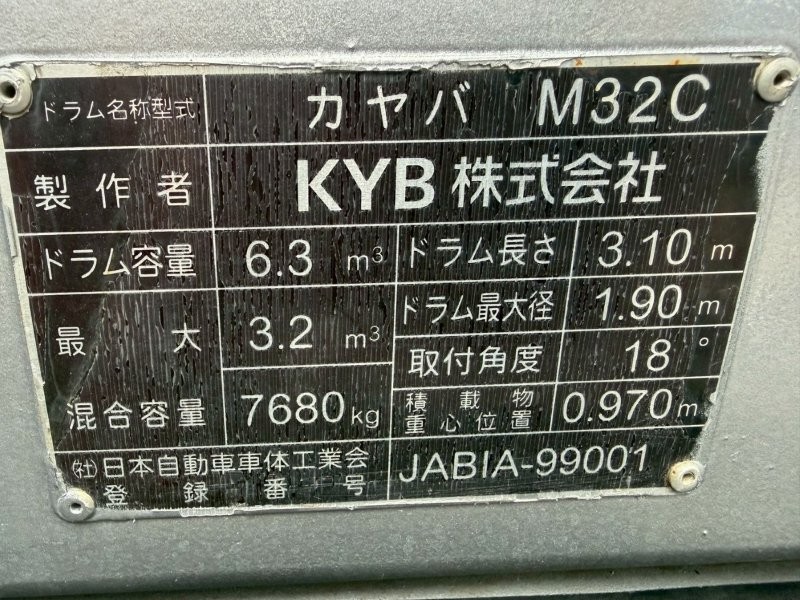 ドラム名称型式 カヤバ M32C
製作者 KYB株式会社
ドラム容量 6.3 m³ ドラム長さ 3.10 m
最大 3.2 m³ ドラム最大径 1.90 m
取付角度 18°
混合容量 7680kg 積載物重心位置 0.970m
(社)日本自動車車体工業会 JABIA-99001
登録番号